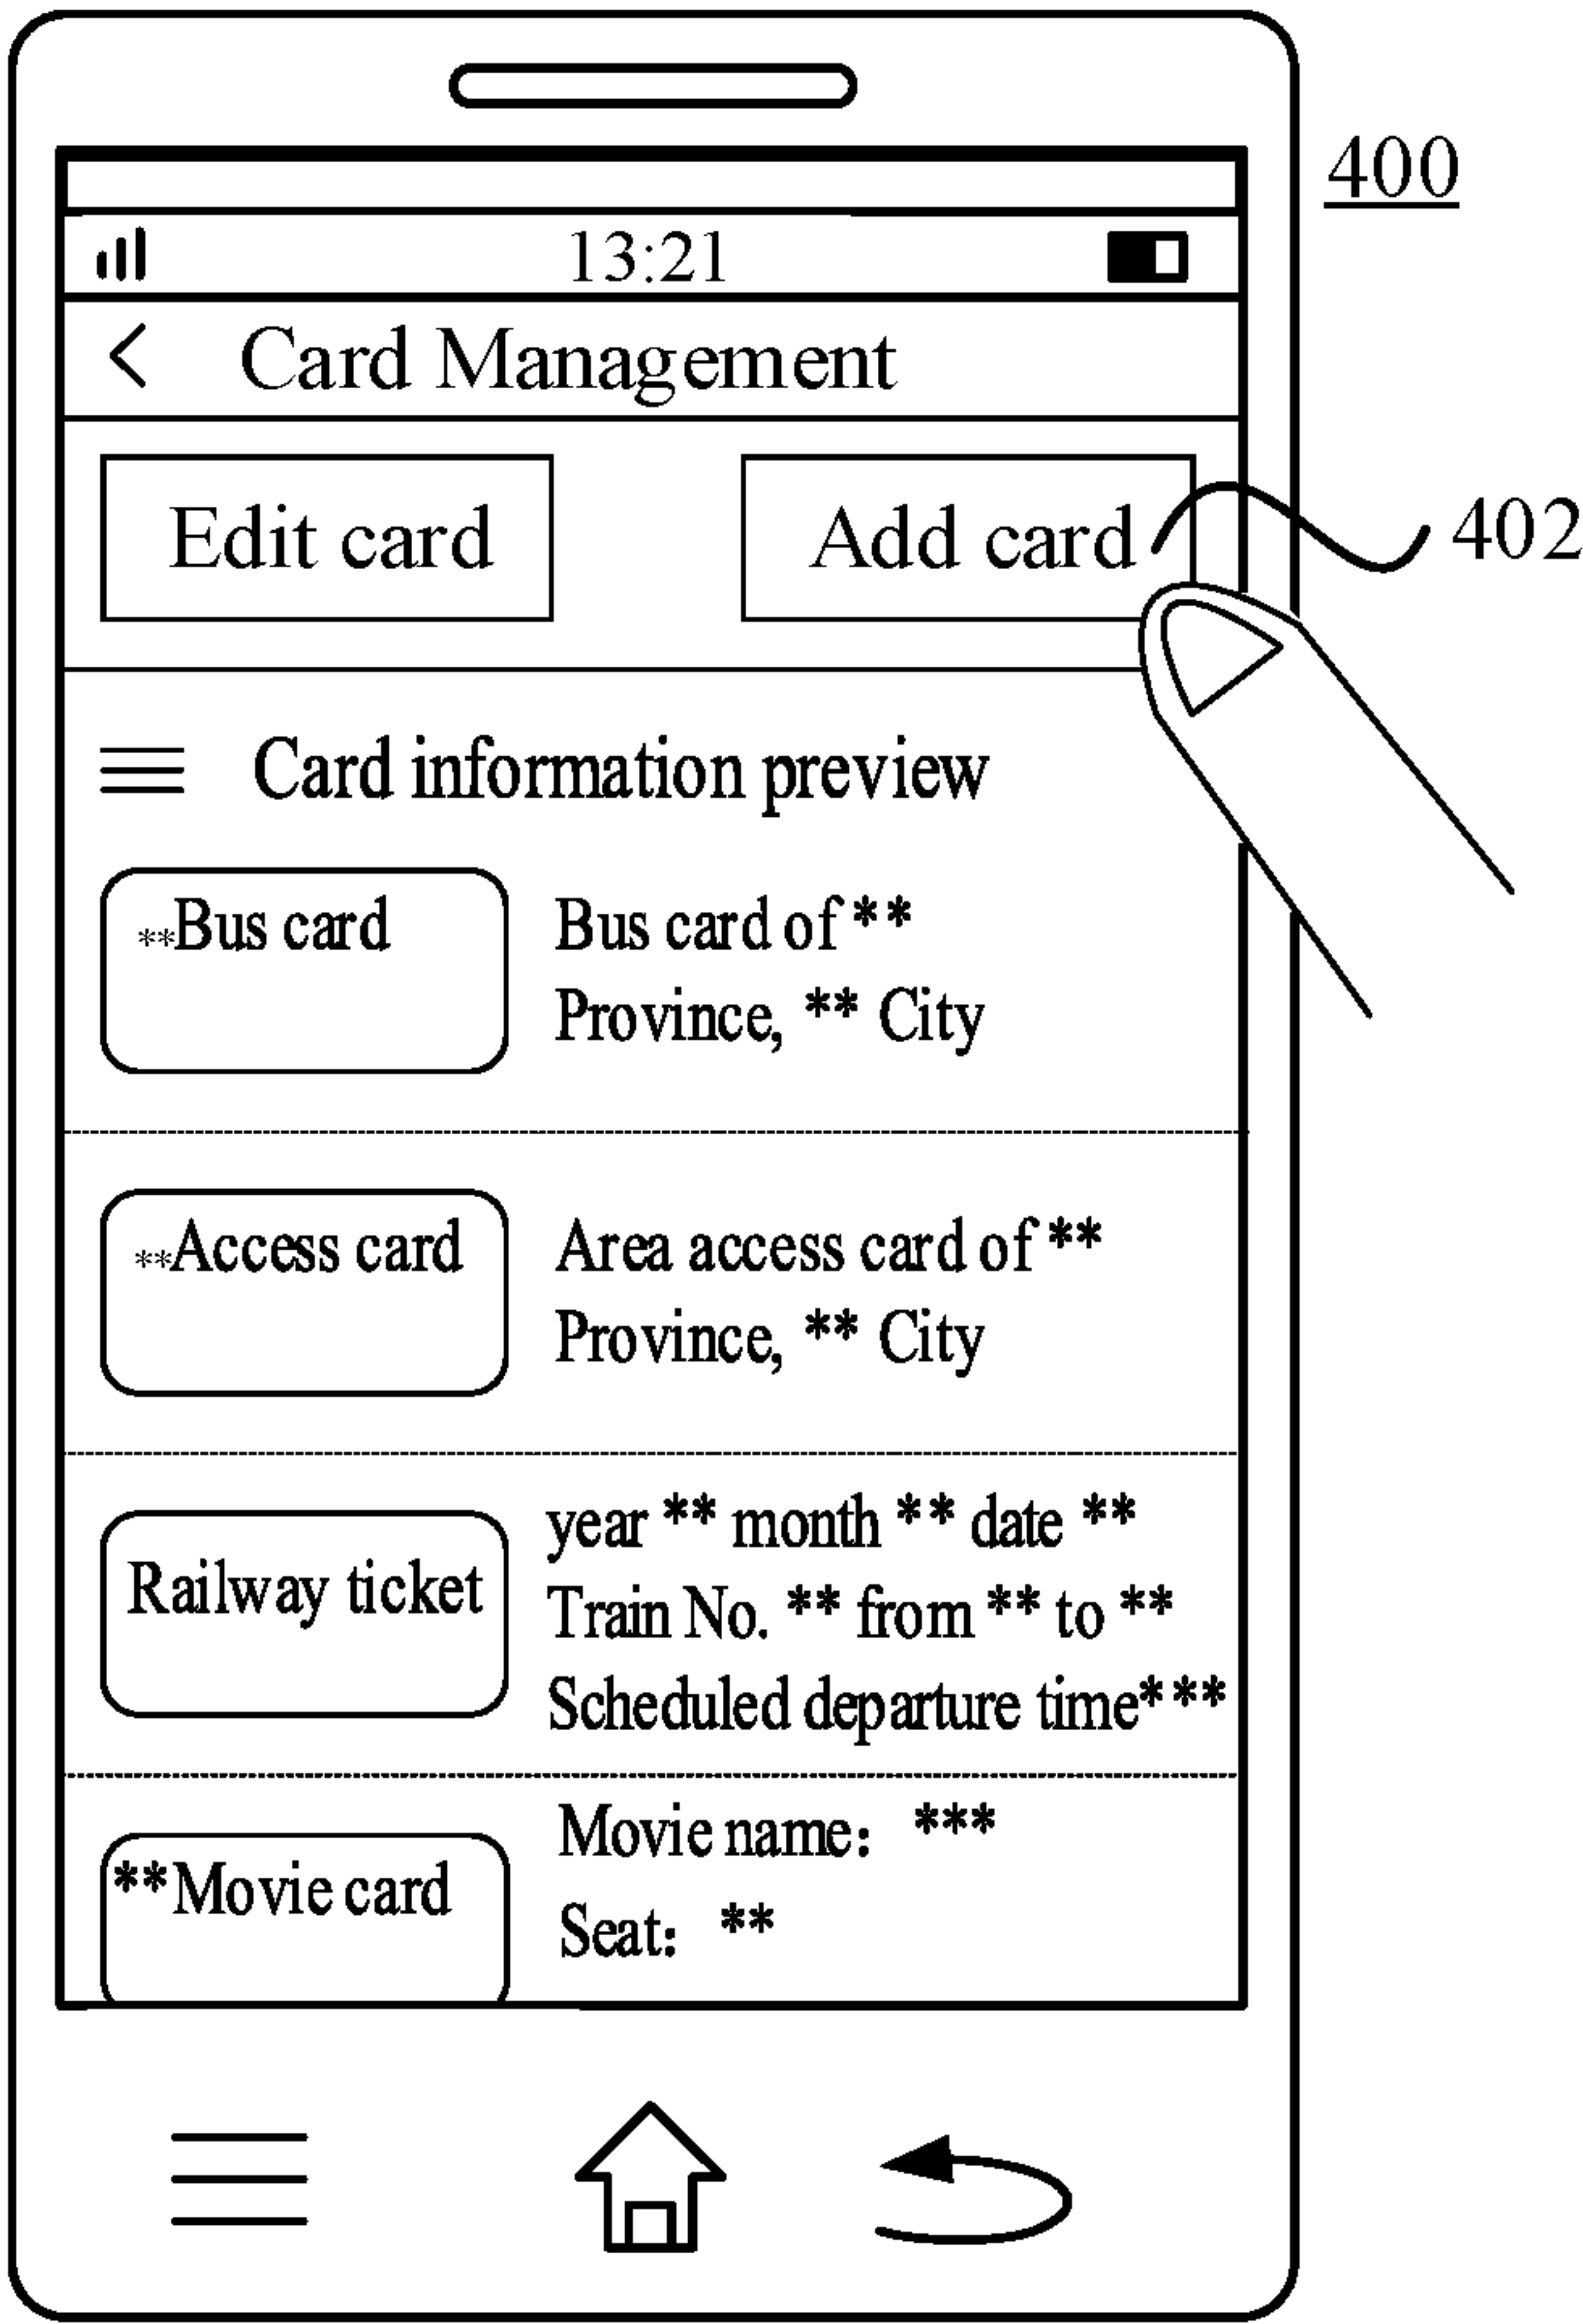 400
13:21
< Card Management
Edit card
Add card
402
Card information preview
**Bus card
Bus card of **
Province, ** City
**Access card
Area access card of **
Province, ** City
Railway ticket
year ** month ** date **
Train No. ** from ** to **
Scheduled departure time***
**Movie card
Movie name: ***
Seat: **